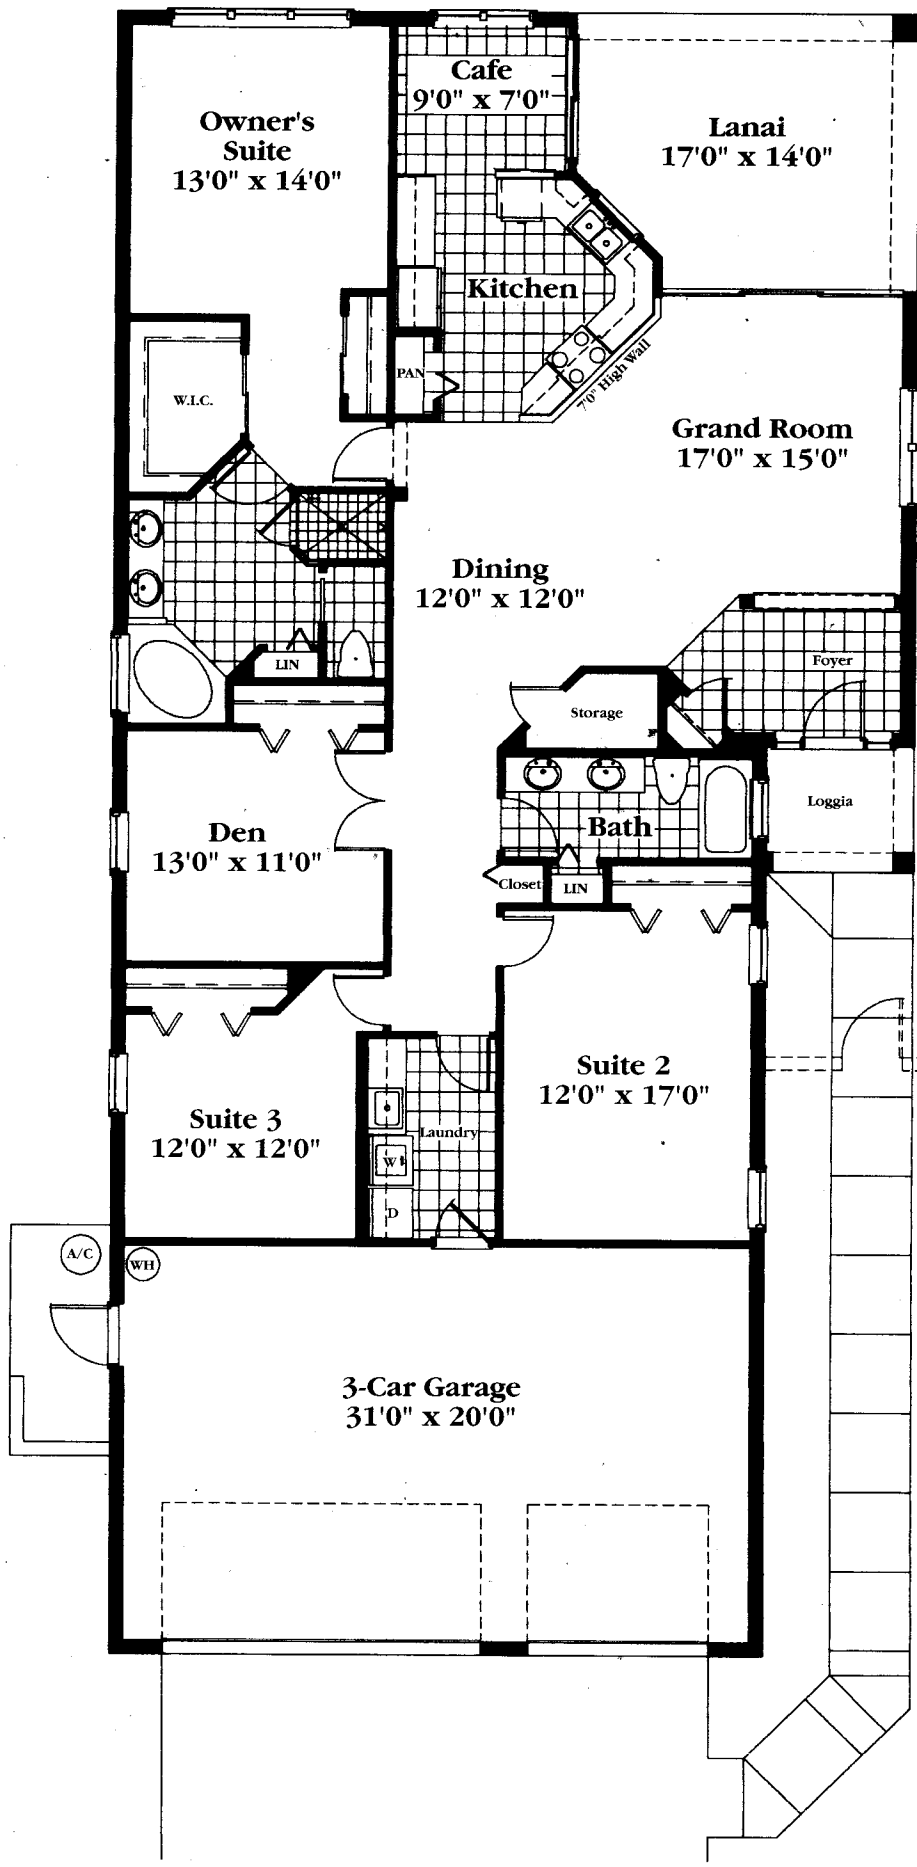 Cafe
9'0" x 7'0"
Owner's
Suite
13'0" x 14'0"
Lanai
17'0" x 14'0"
Kitchen
PAN
7'0" High Wall
W.I.C.
Grand Room
17'0" x 15'0"
Dining
12'0" x 12'0"
LIN
Foyer
Storage
Loggia
Den
13'0" x 11'0"
Bath
Closet
LIN
Suite 2
12'0" x 17'0"
Suite 3
12'0" x 12'0"
Laundry
W
D
A/C
WH
3-Car Garage
31'0" x 20'0"